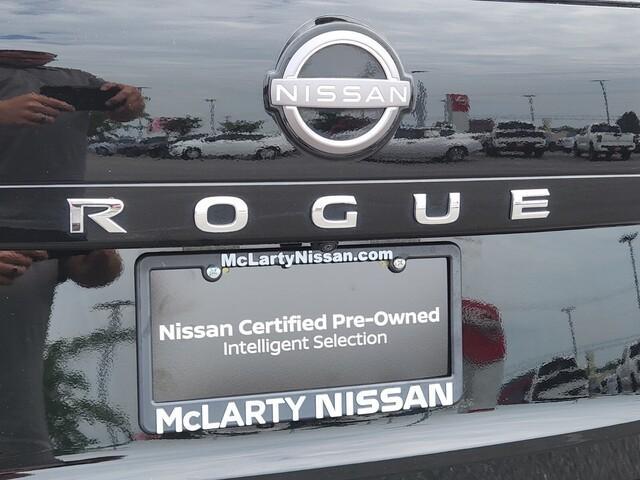 NISSAN
ROGUE
McLartyNissan.com
Nissan Certified Pre-Owned
Intelligent Selection
McLARTY NISSAN